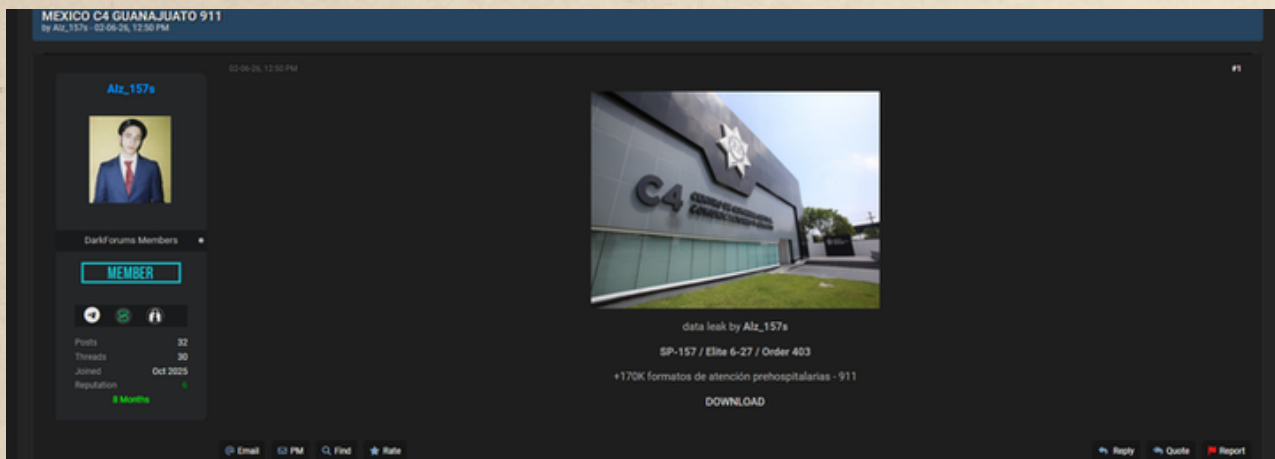 MEXICO C4 GUANAJUATO 911
by Alz_157s - 02-06-26, 12:50 PM
02-06-26, 12:50 PM
#1
Alz_157s
DarkForums Members
MEMBER
Posts 32
Threads 30
Joined Oct 2025
Reputation 6
8 Months
C4
data leak by Alz_157s
SP-157 / Elite 6-27 / Order 403
+170K formatos de atención prehospitalarias - 911
DOWNLOAD
Email PM Find Rate
Reply Quote Report